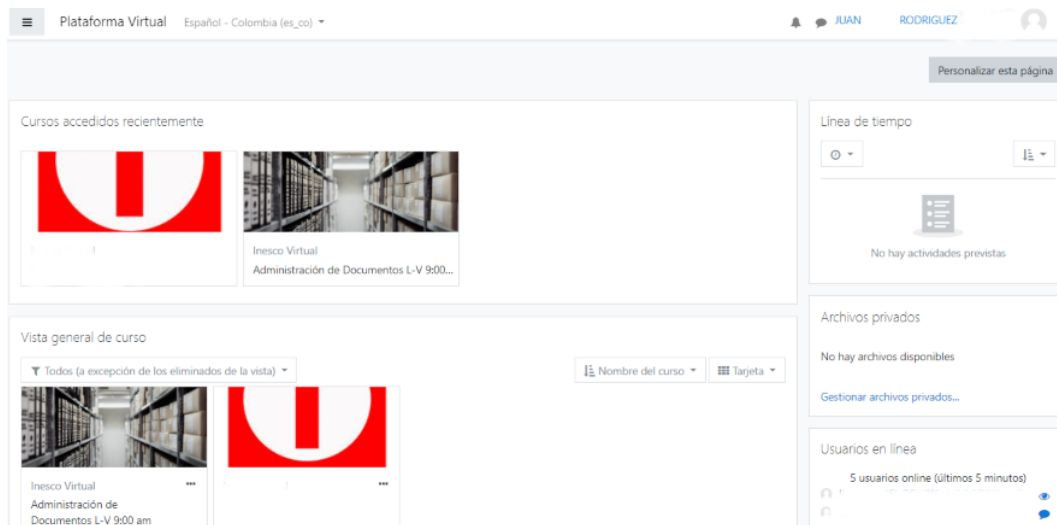 Plataforma Virtual Español - Colombia (es_co) JUAN RODRIGUEZ
Personalizar esta página
Cursos accedidos recientemente
Inesco Virtual
Administración de Documentos L-V 9:00...
Línea de tiempo
No hay actividades previstas
Archivos privados
No hay archivos disponibles
Gestionar archivos privados...
Vista general de curso
Todos (a excepción de los eliminados de la vista) Nombre del curso Tarjeta
Inesco Virtual ...
Administración de
Documentos L-V 9:00 am
...
Usuarios en línea
5 usuarios online (últimos 5 minutos)